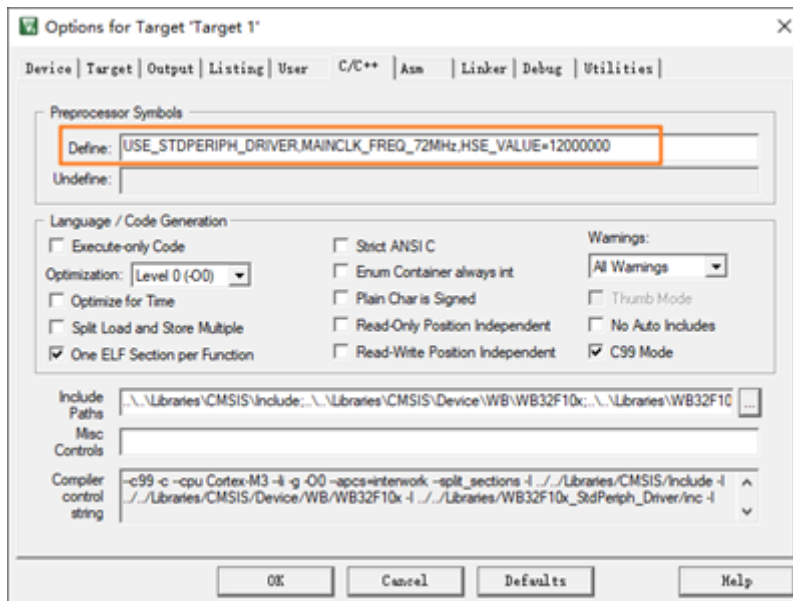 Options for Target 'Target 1'
Device | Target | Output | Listing | User C/C++ Asm | Linker | Debug | Utilities |
Preprocessor Symbols
Define: USE_STDPERIPH_DRIVER,MAINCLK_FREQ_72MHz,HSE_VALUE=12000000
Undefine:
Language / Code Generation
Execute-only Code
Strict ANSI C
Warnings:
Optimization: Level 0 (-O0)
Enum Container always int
All Warnings
Optimize for Time
Plain Char is Signed
Thumb Mode
Split Load and Store Multiple
Read-Only Position Independent
No Auto Includes
One ELF Section per Function
Read-Write Position Independent
C99 Mode
Include Paths
..\..\Libraries\CMSIS\Include;..\..\Libraries\CMSIS\Device\WB\WB32F10x;..\..\Libraries\WB32F10
...
Misc Controls
Compiler control string
--c99 -c --cpu Cortex-M3 --li -g -O0 --apcs=interwork --split_sections -I ../../Libraries/CMSIS/Include -I
../../Libraries/CMSIS/Device/WB/WB32F10x -I ../../Libraries/WB32F10x_StdPeriph_Driver/inc -I
OK Cancel Defaults Help